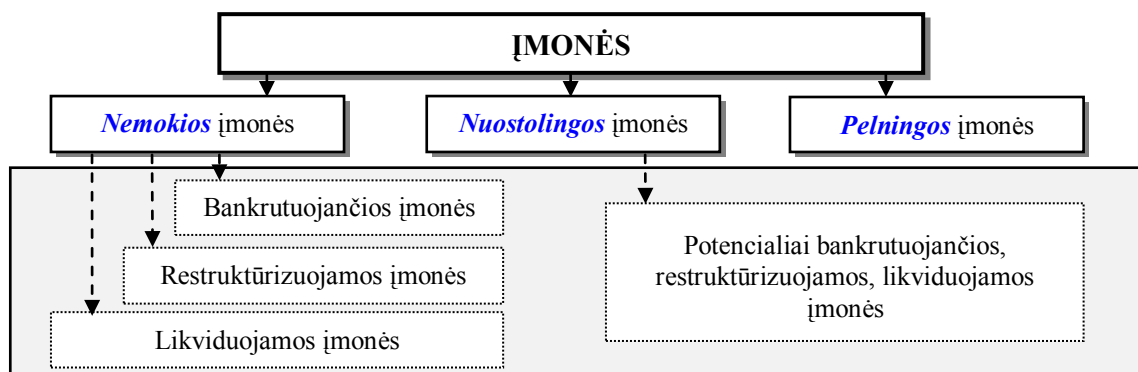 ĮMONĖS
Nemokios įmonės
Nuostolingos įmonės
Pelningos įmonės
Bankrutuojančios įmonės
Restruktūrizuojamos įmonės
Likviduojamos įmonės
Potencialiai bankrutuojančios,
restruktūrizuojamos, likviduojamos
įmonės